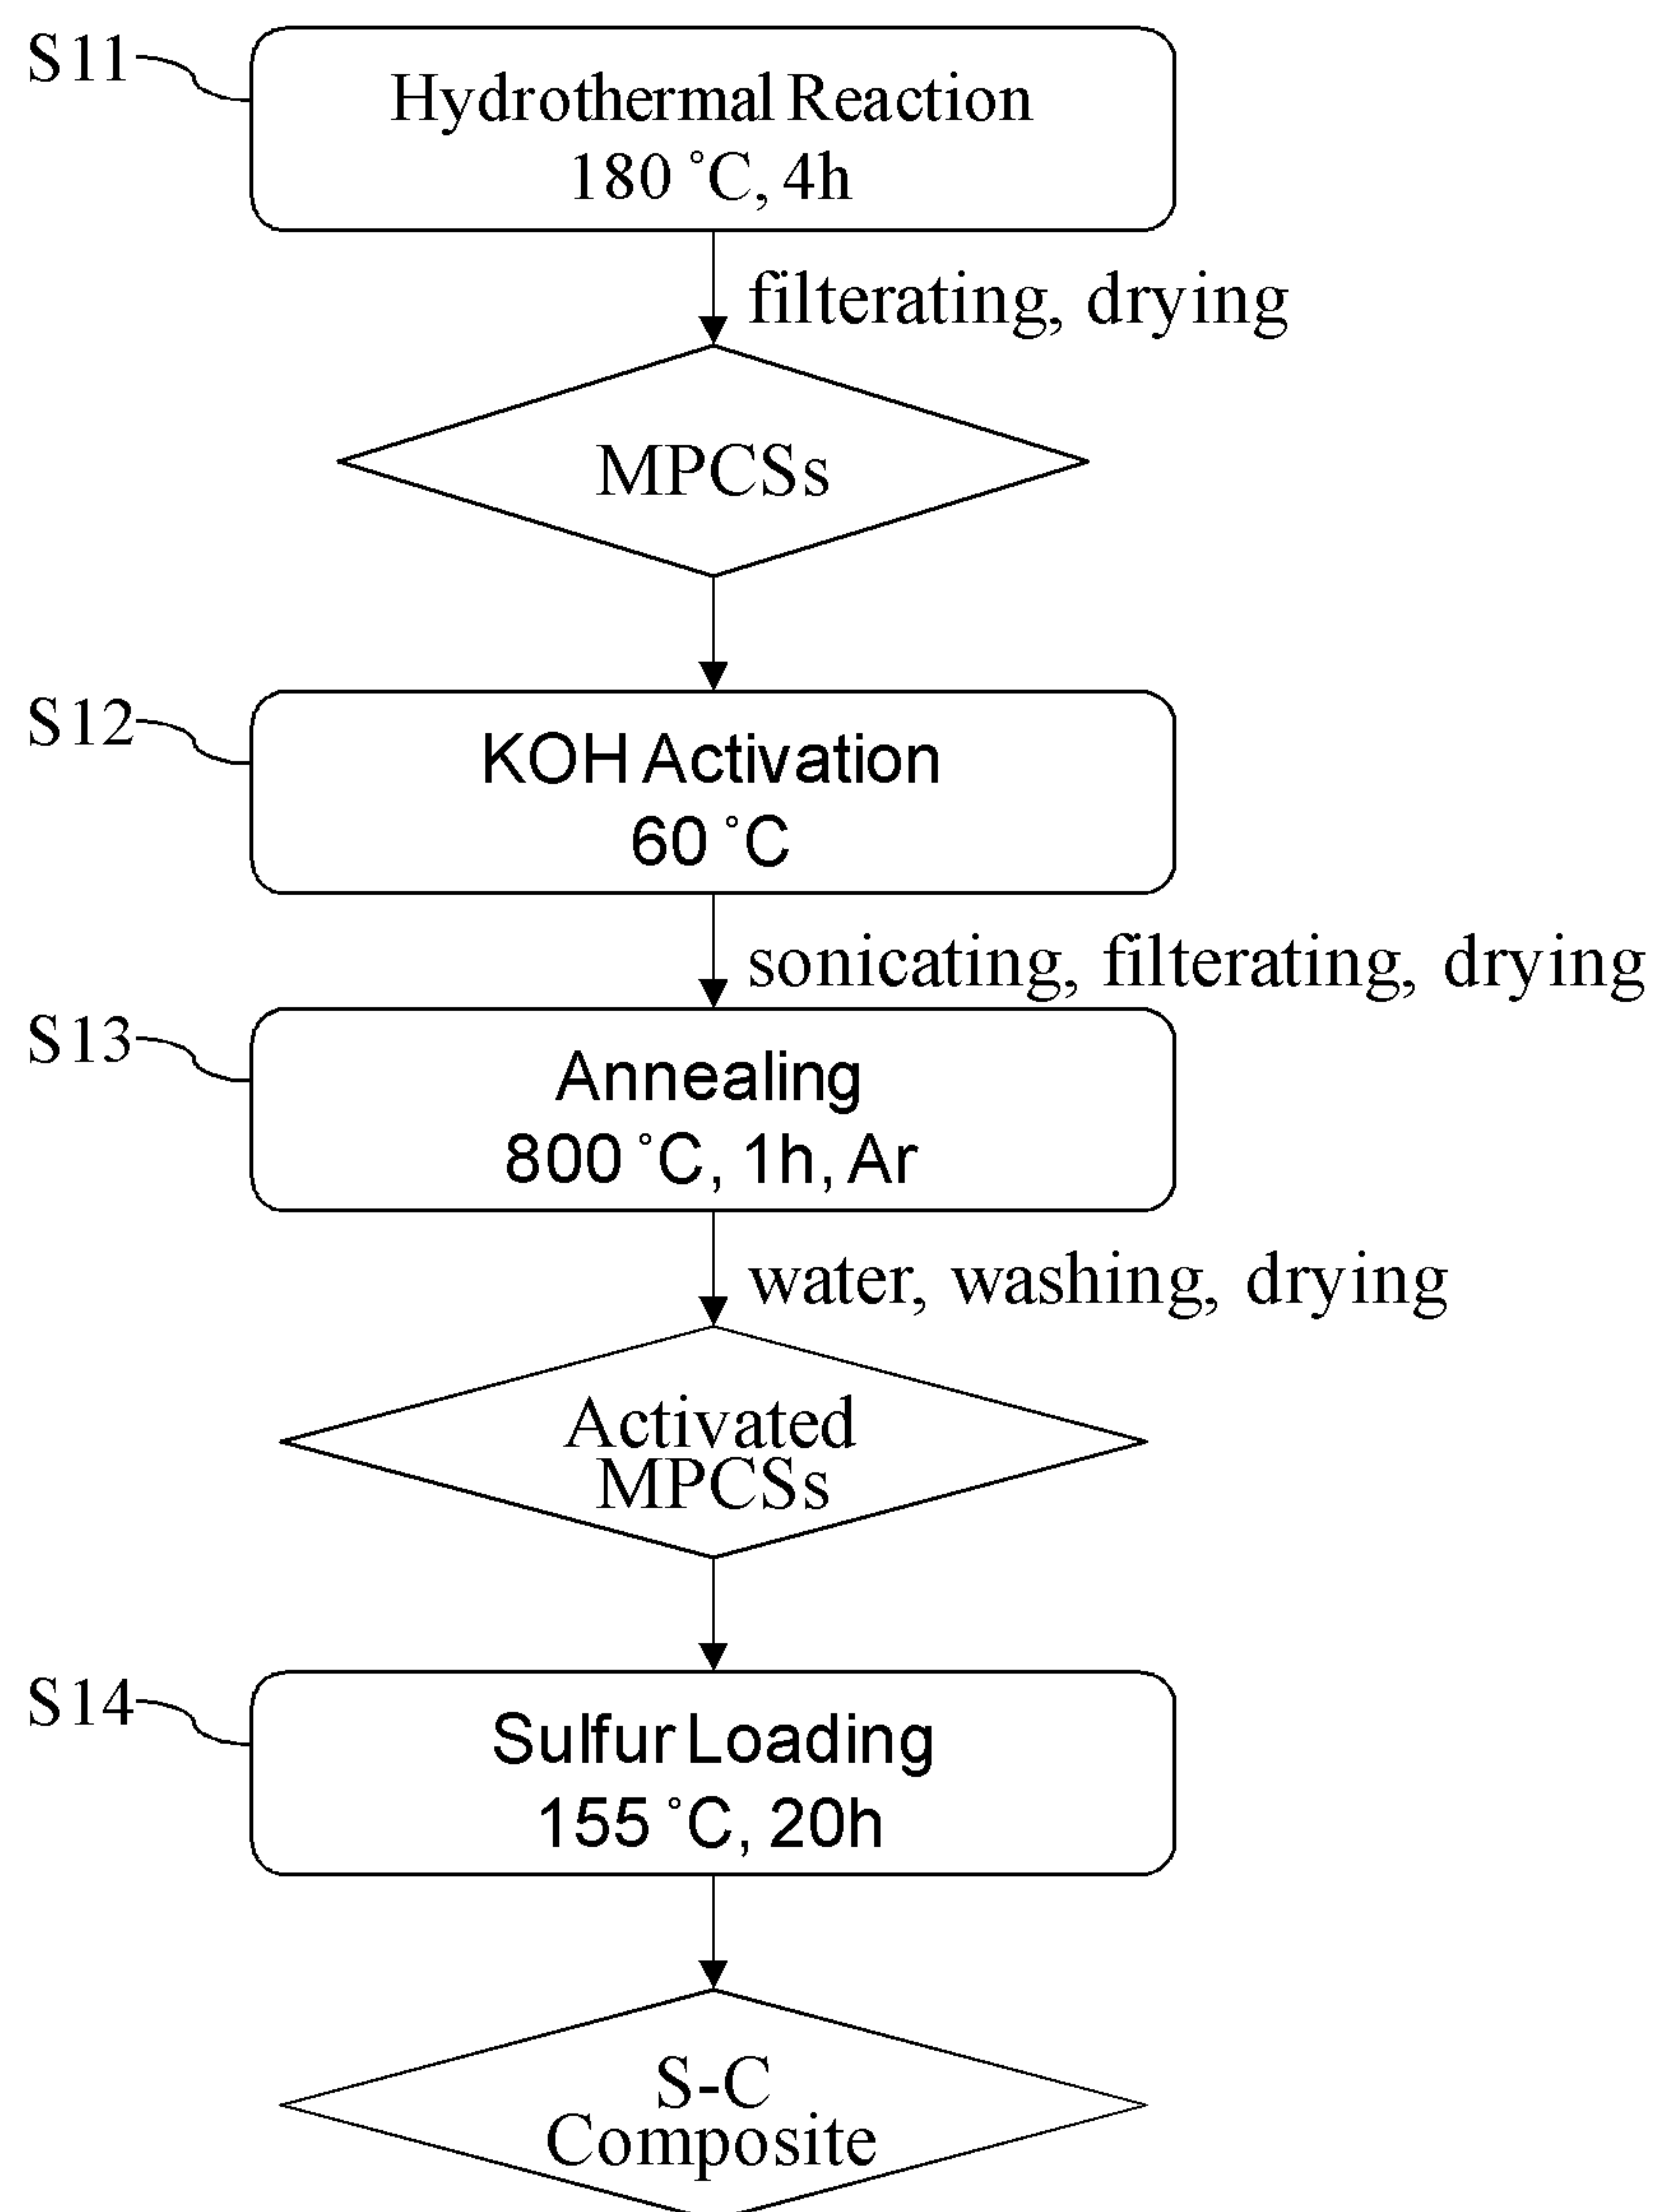 S11
Hydrothermal Reaction
180 °C, 4h
filterating, drying
MPCSs
S12
KOH Activation
60 °C
sonicating, filterating, drying
S13
Annealing
800 °C, 1h, Ar
water, washing, drying
Activated
MPCSs
S14
Sulfur Loading
155 °C, 20h
S-C
Composite